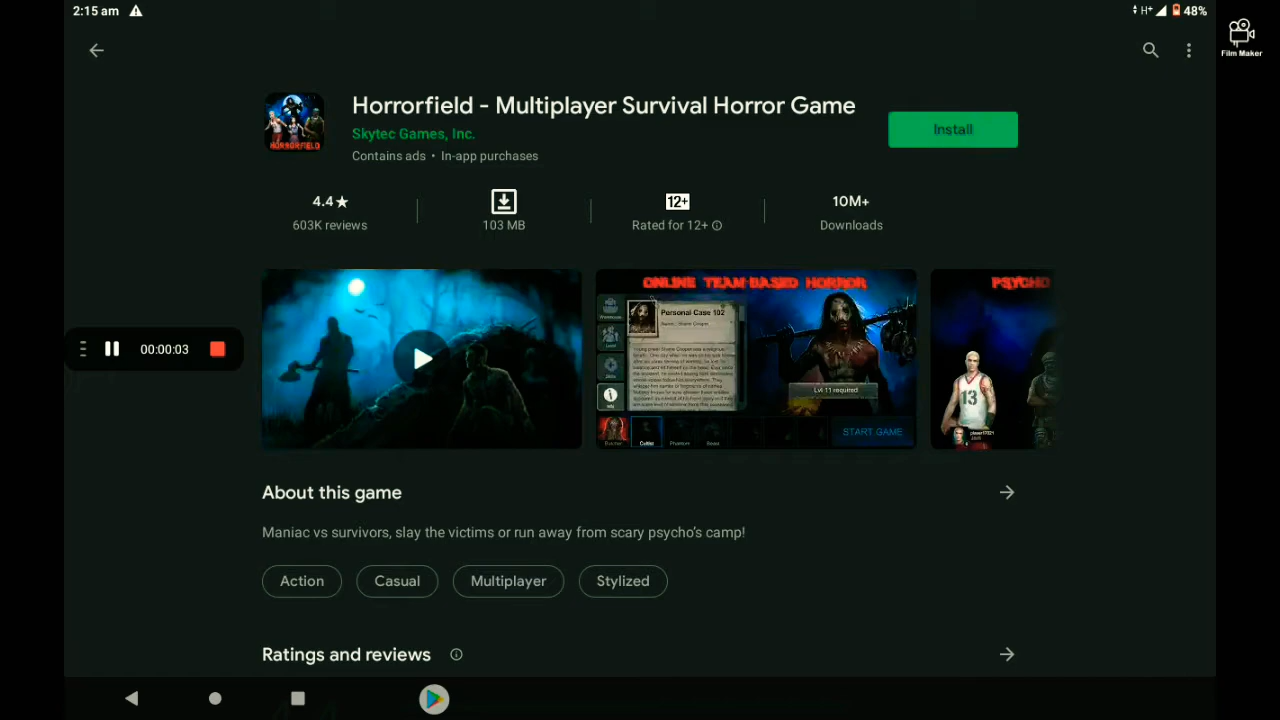 2:15 am
H+ 48%
Film Maker
Horrorfield - Multiplayer Survival Horror Game
Skytec Games, Inc.
Contains ads • In-app purchases
Install
HORRORFIELD
4.4★
603K reviews
103 MB
12+
Rated for 12+
10M+
Downloads
ONLINE TEAM BASED HORROR
Personal Case 102
Lvl 11 required
START GAME
PSYCHO
13
00:00:03
About this game
Maniac vs survivors, slay the victims or run away from scary psycho's camp!
Action
Casual
Multiplayer
Stylized
Ratings and reviews